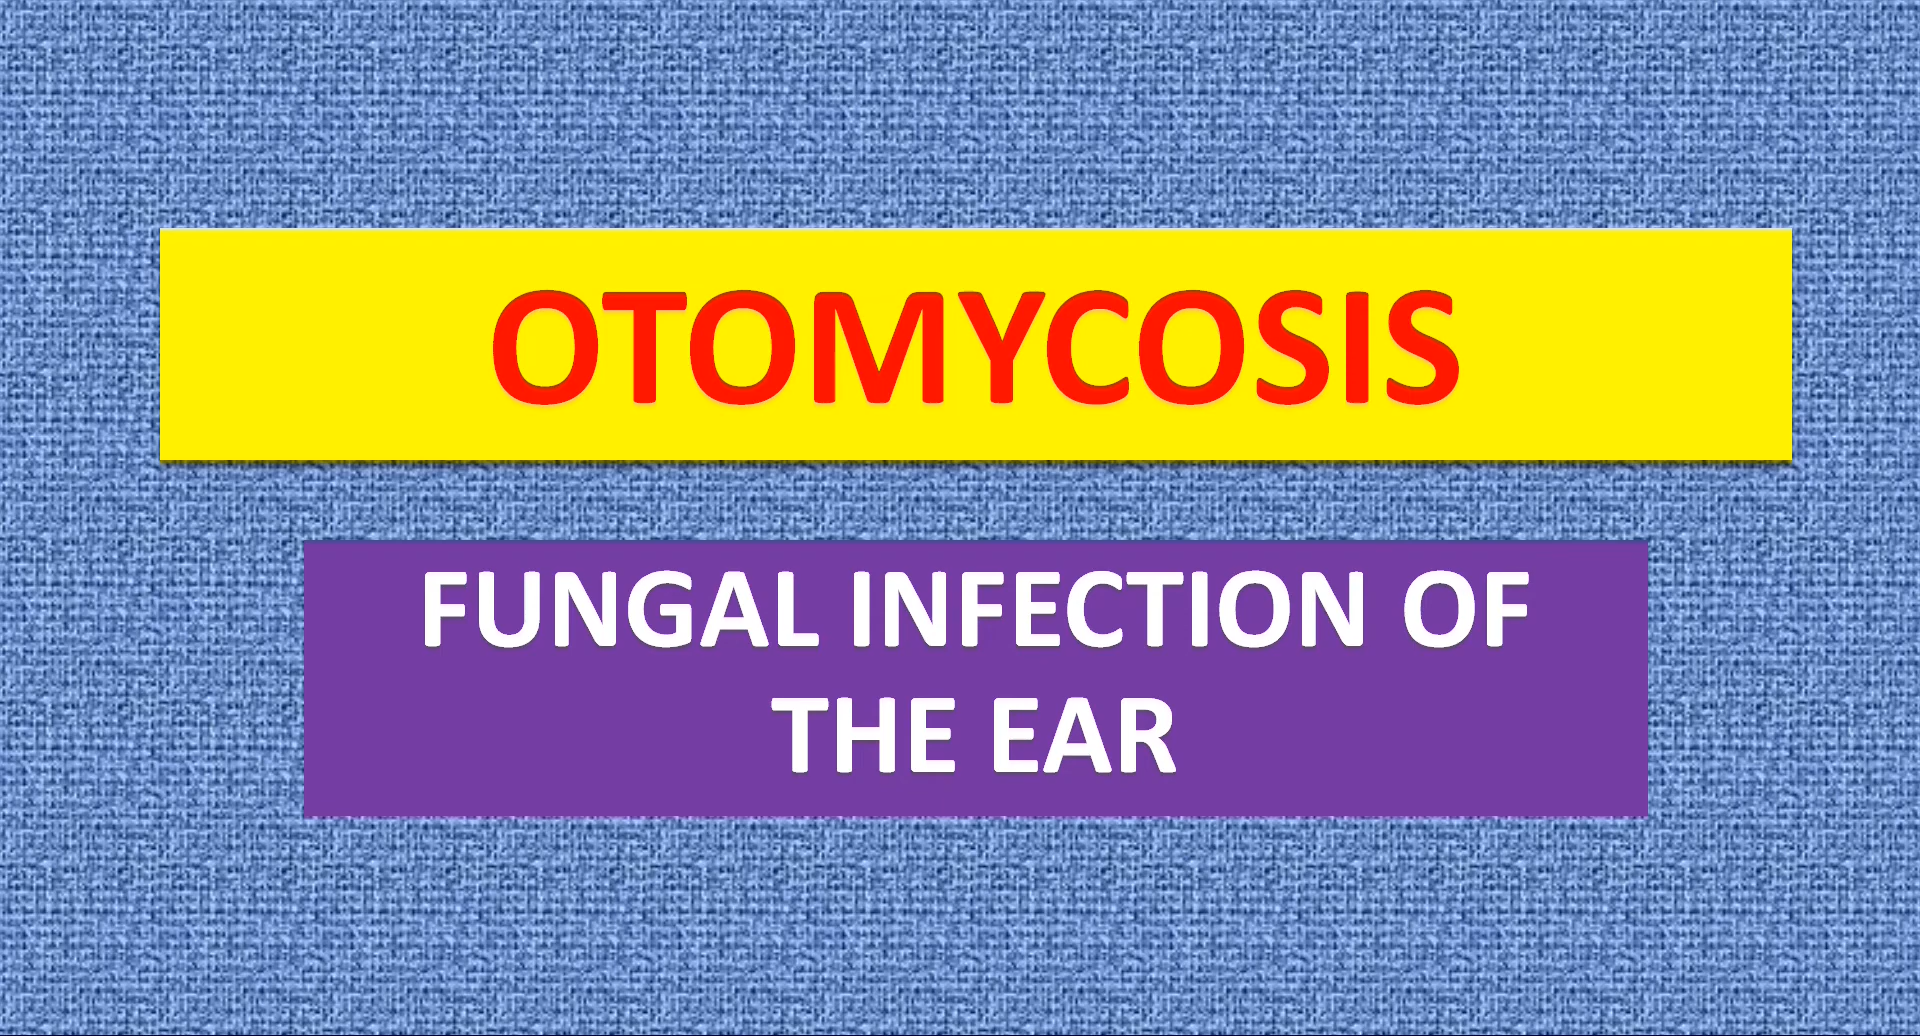 OTOMYCOSIS
FUNGAL INFECTION OF
THE EAR